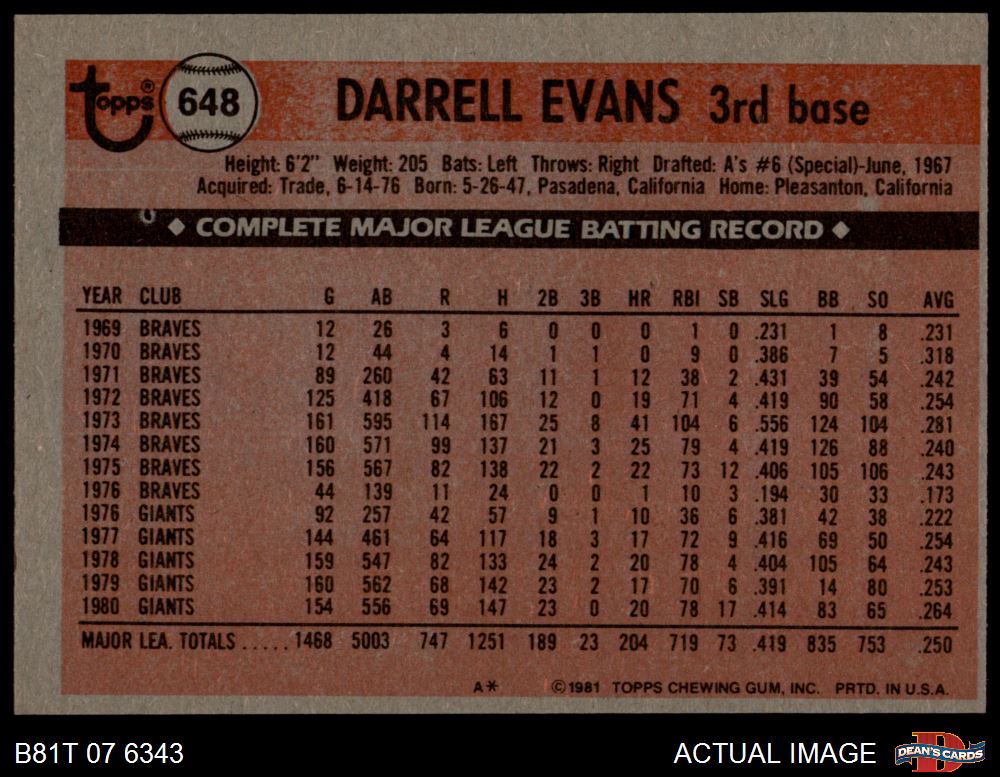 Topps® 648 DARRELL EVANS 3rd base
Height: 6'2" Weight: 205 Bats: Left Throws: Right Drafted: A's #6 (Special)-June, 1967
Acquired: Trade, 6-14-76 Born: 5-26-47, Pasadena, California Home: Pleasanton, California
◆ COMPLETE MAJOR LEAGUE BATTING RECORD ◆
YEAR CLUB G AB R H 2B 3B HR RBI SB SLG BB SO AVG
1969 BRAVES 12 26 3 6 0 0 0 1 0 .231 1 8 .231
1970 BRAVES 12 44 4 14 1 1 0 9 0 .386 7 5 .318
1971 BRAVES 89 260 42 63 11 1 12 38 2 .431 39 54 .242
1972 BRAVES 125 418 67 106 12 0 19 71 4 .419 90 58 .254
1973 BRAVES 161 595 114 167 25 8 41 104 6 .556 124 104 .281
1974 BRAVES 160 571 99 137 21 3 25 79 4 .419 126 88 .240
1975 BRAVES 156 567 82 138 22 2 22 73 12 .406 105 106 .243
1976 BRAVES 44 139 11 24 0 0 1 10 3 .194 30 33 .173
1976 GIANTS 92 257 42 57 9 1 10 36 6 .381 42 38 .222
1977 GIANTS 144 461 64 117 18 3 17 72 9 .416 69 50 .254
1978 GIANTS 159 547 82 133 24 2 20 78 4 .404 105 64 .243
1979 GIANTS 160 562 68 142 23 2 17 70 6 .391 14 80 .253
1980 GIANTS 154 556 69 147 23 0 20 78 17 .414 83 65 .264
MAJOR LEA. TOTALS ..... 1468 5003 747 1251 189 23 204 719 73 .419 835 753 .250
A* ©1981 TOPPS CHEWING GUM, INC. PRTD. IN U.S.A.
B81T 07 6343 ACTUAL IMAGE DEAN'S CARDS